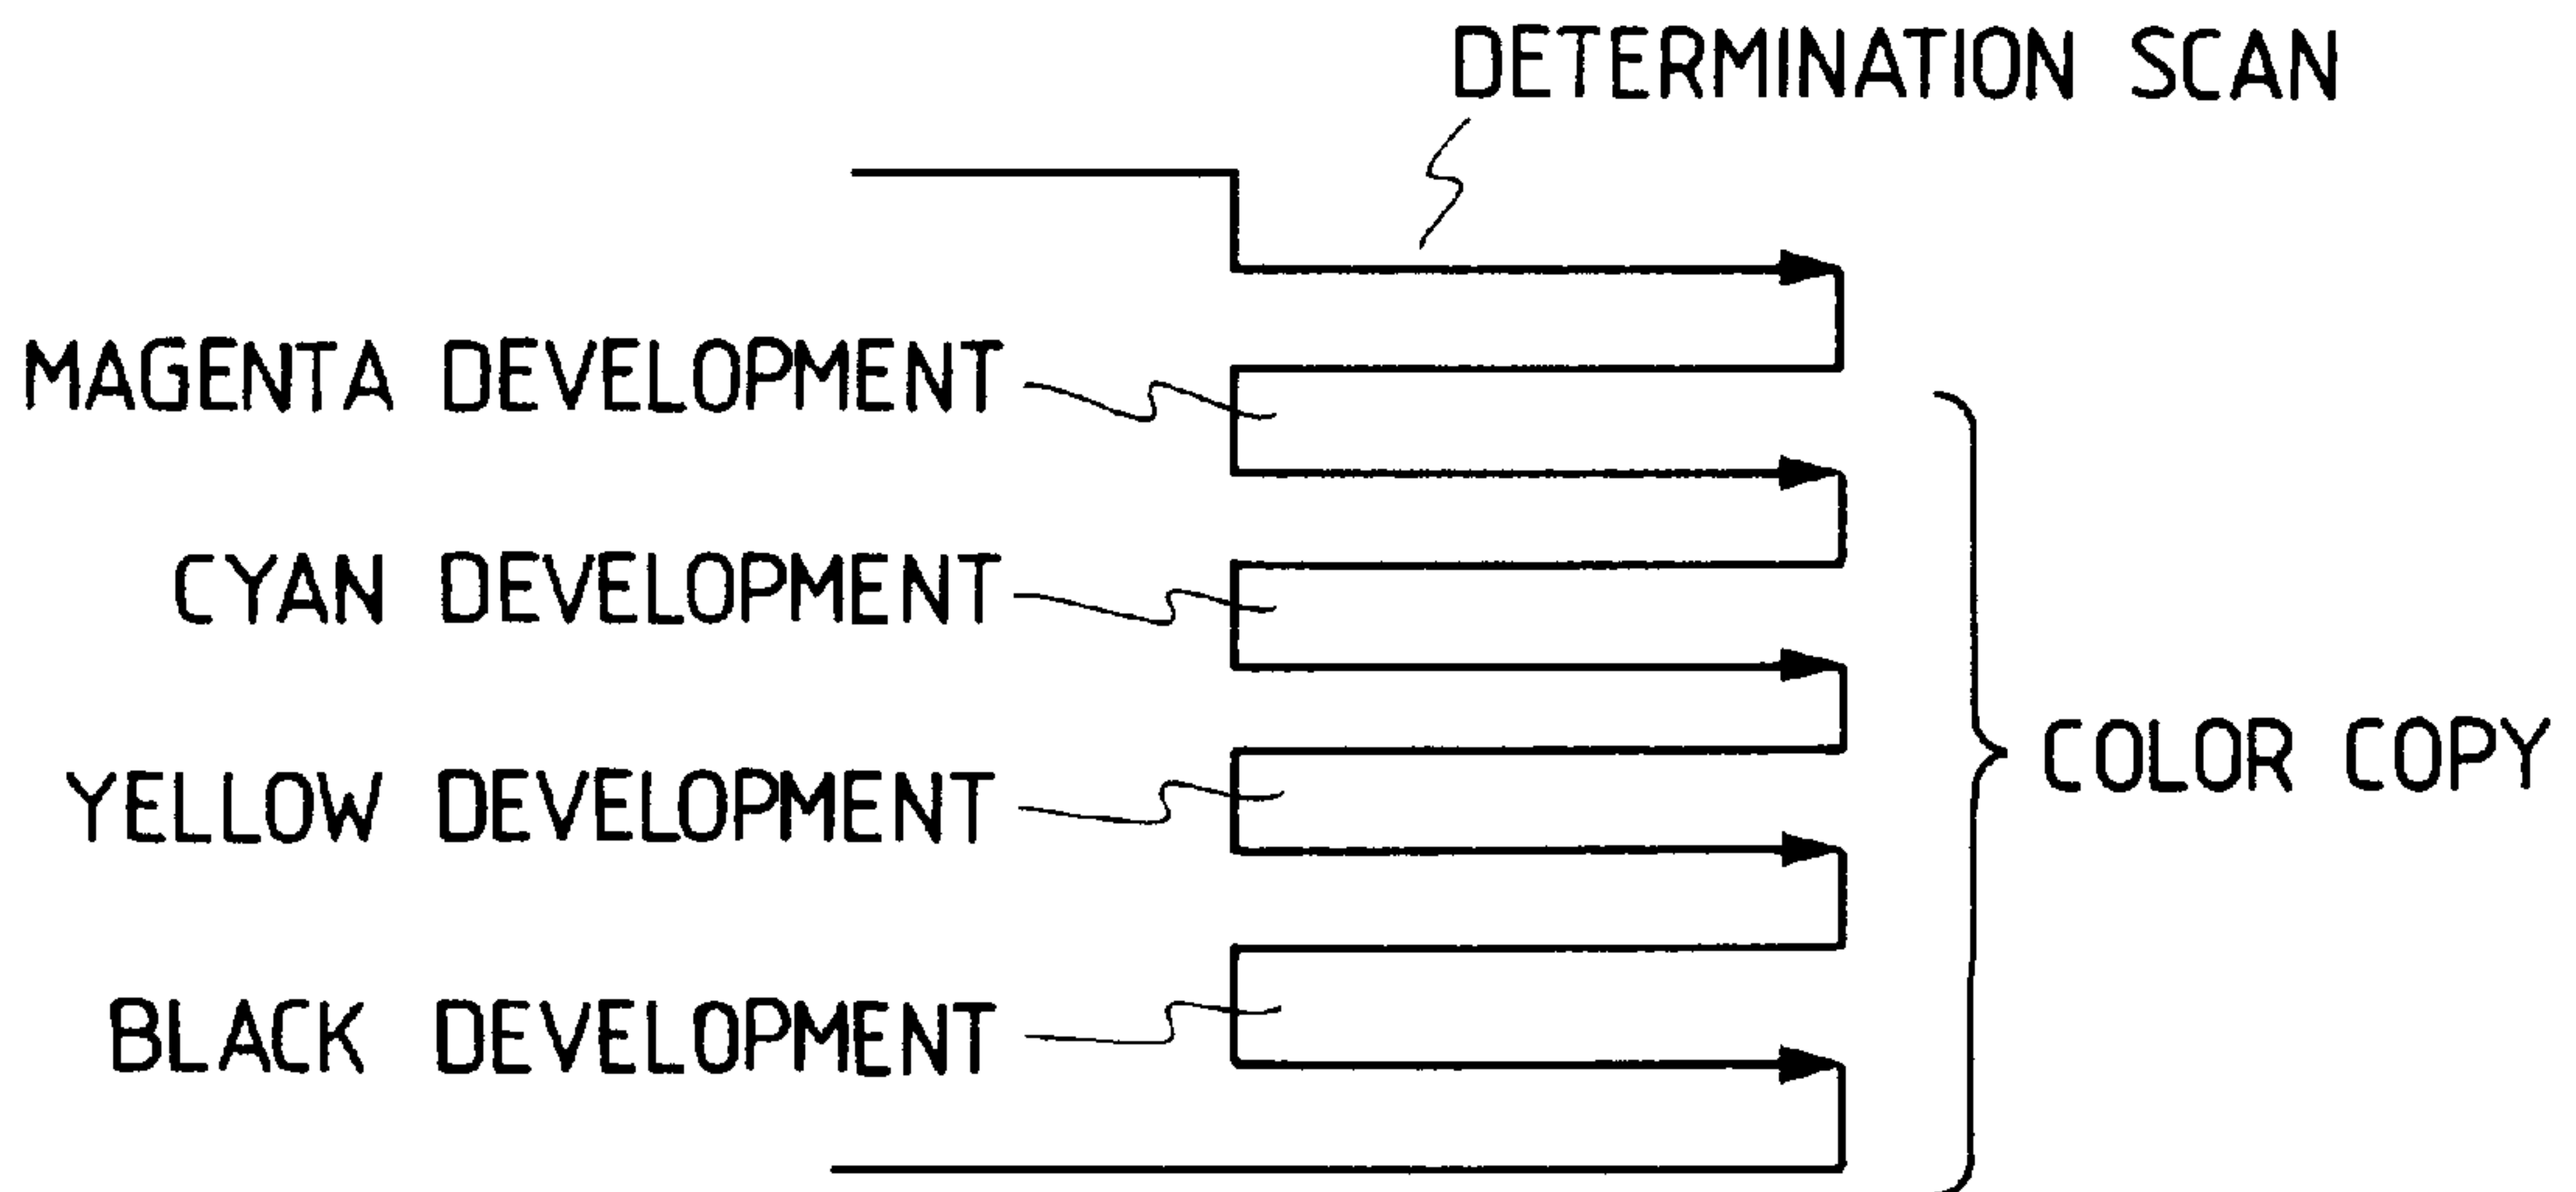 DETERMINATION SCAN
MAGENTA DEVELOPMENT
CYAN DEVELOPMENT
YELLOW DEVELOPMENT
COLOR COPY
BLACK DEVELOPMENT